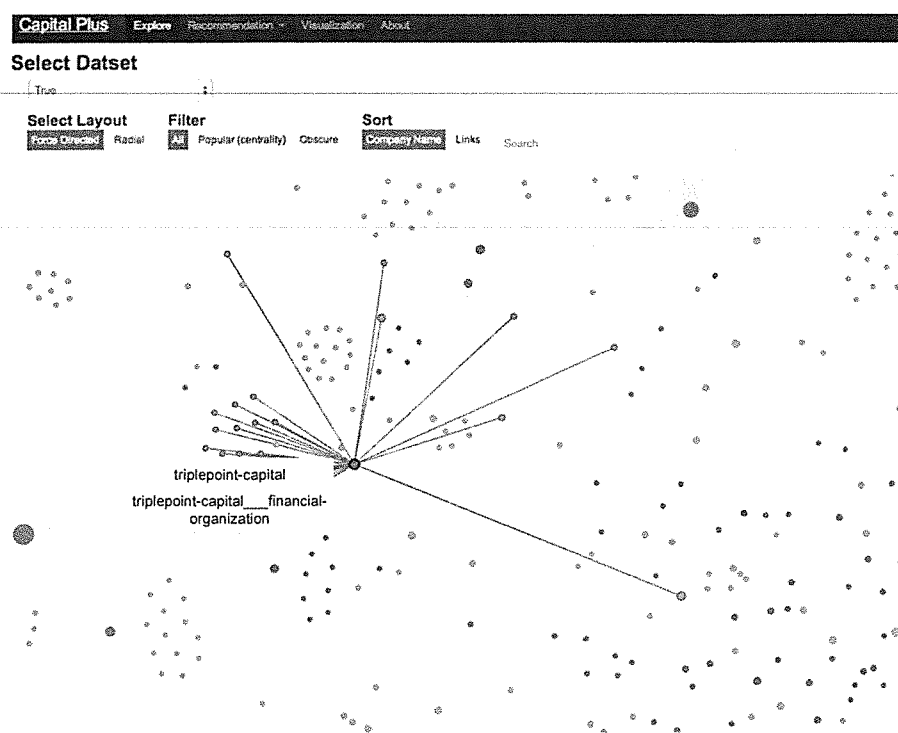 Capital Plus Explore Recommendation Visualization About
Select Datset
True
Select Layout Filter Sort
Force Directed Radial All Popular (centrality) Obscure Company Name Links Search
triplepoint-capital
triplepoint-capital___financial-
organization